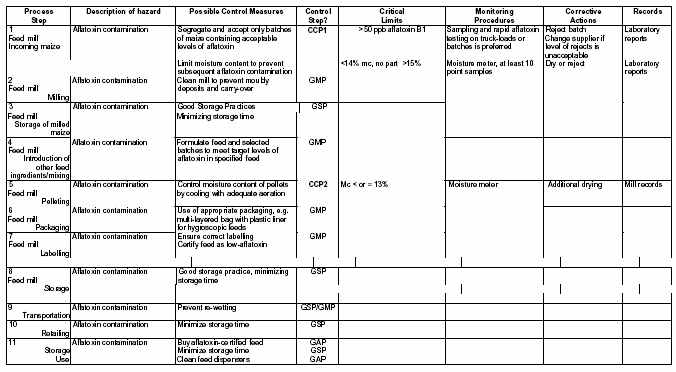 Process Step | Description of hazard | Possible Control Measures | Control Step? | Critical Limits | Monitoring Procedures | Corrective Actions | Records
1 Feed mill Incoming maize | Aflatoxin contamination | Segregate and accept only batches of maize containing acceptable levels of aflatoxin | CCP1 | >50 ppb aflatoxin B1 | Sampling and rapid aflatoxin testing on truck-loads or batches is preferred | Reject batch Change supplier if level of rejects is unacceptable | Laboratory reports
Limit moisture content to prevent subsequent aflatoxin contamination | <14% mc, no part >15% | Moisture meter, at least 10 point samples | Dry or reject | Laboratory reports
2 Feed mill Milling | Aflatoxin contamination | Clean mill to prevent mouldy deposits and carry-over | GMP
3 Feed mill Storage of milled maize | Aflatoxin contamination | Good Storage Practices Minimizing storage time | GSP
4 Feed mill Introduction of other feed ingredients/mixing | Aflatoxin contamination | Formulate feed and selected batches to meet target levels of aflatoxin in specified feed | GMP
5 Feed mill Pelleting | Aflatoxin contamination | Control moisture content of pellets by cooling with adequate aeration | CCP2 | Mc < or = 13% | Moisture meter | Additional drying | Mill records
6 Feed mill Packaging | Aflatoxin contamination | Use of appropriate packaging, e.g. multi-layered bag with plastic liner for hygroscopic feeds | GMP
7 Feed mill Labelling | Aflatoxin contamination | Ensure correct labelling Certify feed as low-aflatoxin | GMP
8 Feed mill Storage | Aflatoxin contamination | Good storage practice, minimizing storage time | GSP
9 Transportation | Aflatoxin contamination | Prevent re-wetting | GSP/GMP
10 Retailing | Aflatoxin contamination | Minimize storage time | GSP
11 Storage Use | Aflatoxin contamination | Buy aflatoxin-certified feed Minimize storage time Clean feed dispensers | GAP GSP GAP